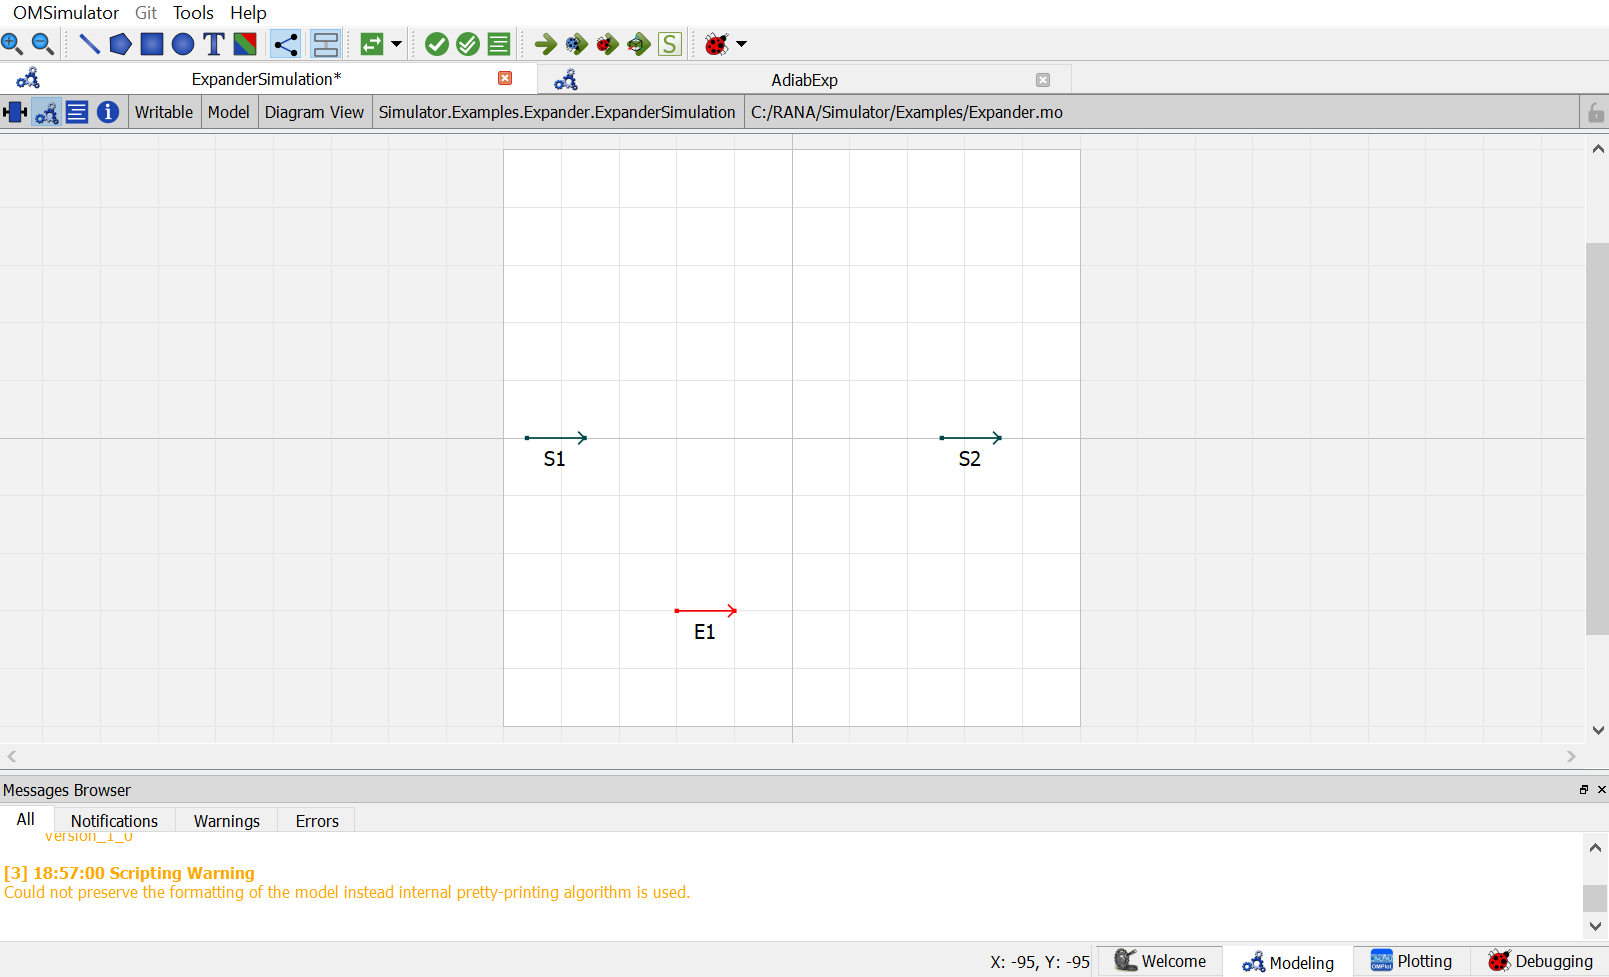 OMSimulator Git Tools Help
T S
ExpanderSimulation* AdiabExp
i Writable Model Diagram View Simulator.Examples.Expander.ExpanderSimulation C:/RANA/Simulator/Examples/Expander.mo
S1 S2
E1
Messages Browser
All Notifications Warnings Errors
Version_1_0
[3] 18:57:00 Scripting Warning
Could not preserve the formatting of the model instead internal pretty-printing algorithm is used.
X: -95, Y: -95 Welcome Modeling OMPlot Plotting Debugging